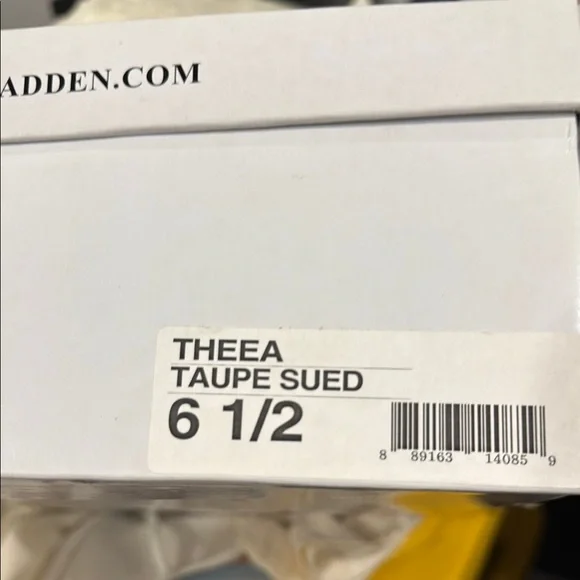 ADDEN.COM
THEEA
TAUPE SUED
6 1/2
8 89163 14085 9